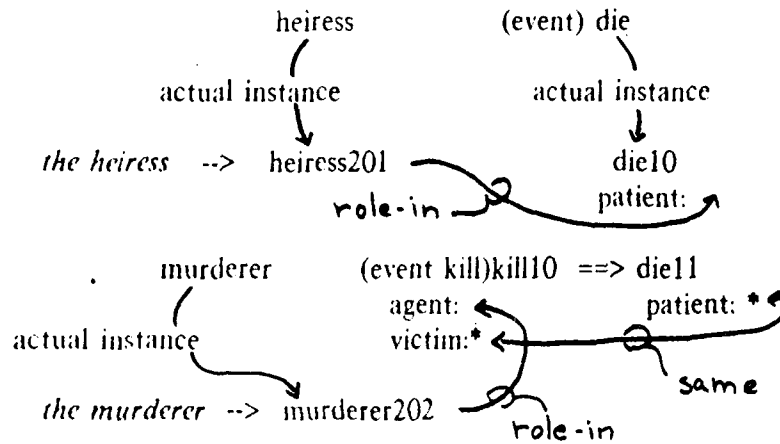 heiress (event) die
actual instance actual instance
the heiress --> heiress201 die10
role-in patient:
murderer (event kill)kill10 ==> die11
agent: patient: *
actual instance victim:*
same
the murderer --> murderer202
role-in